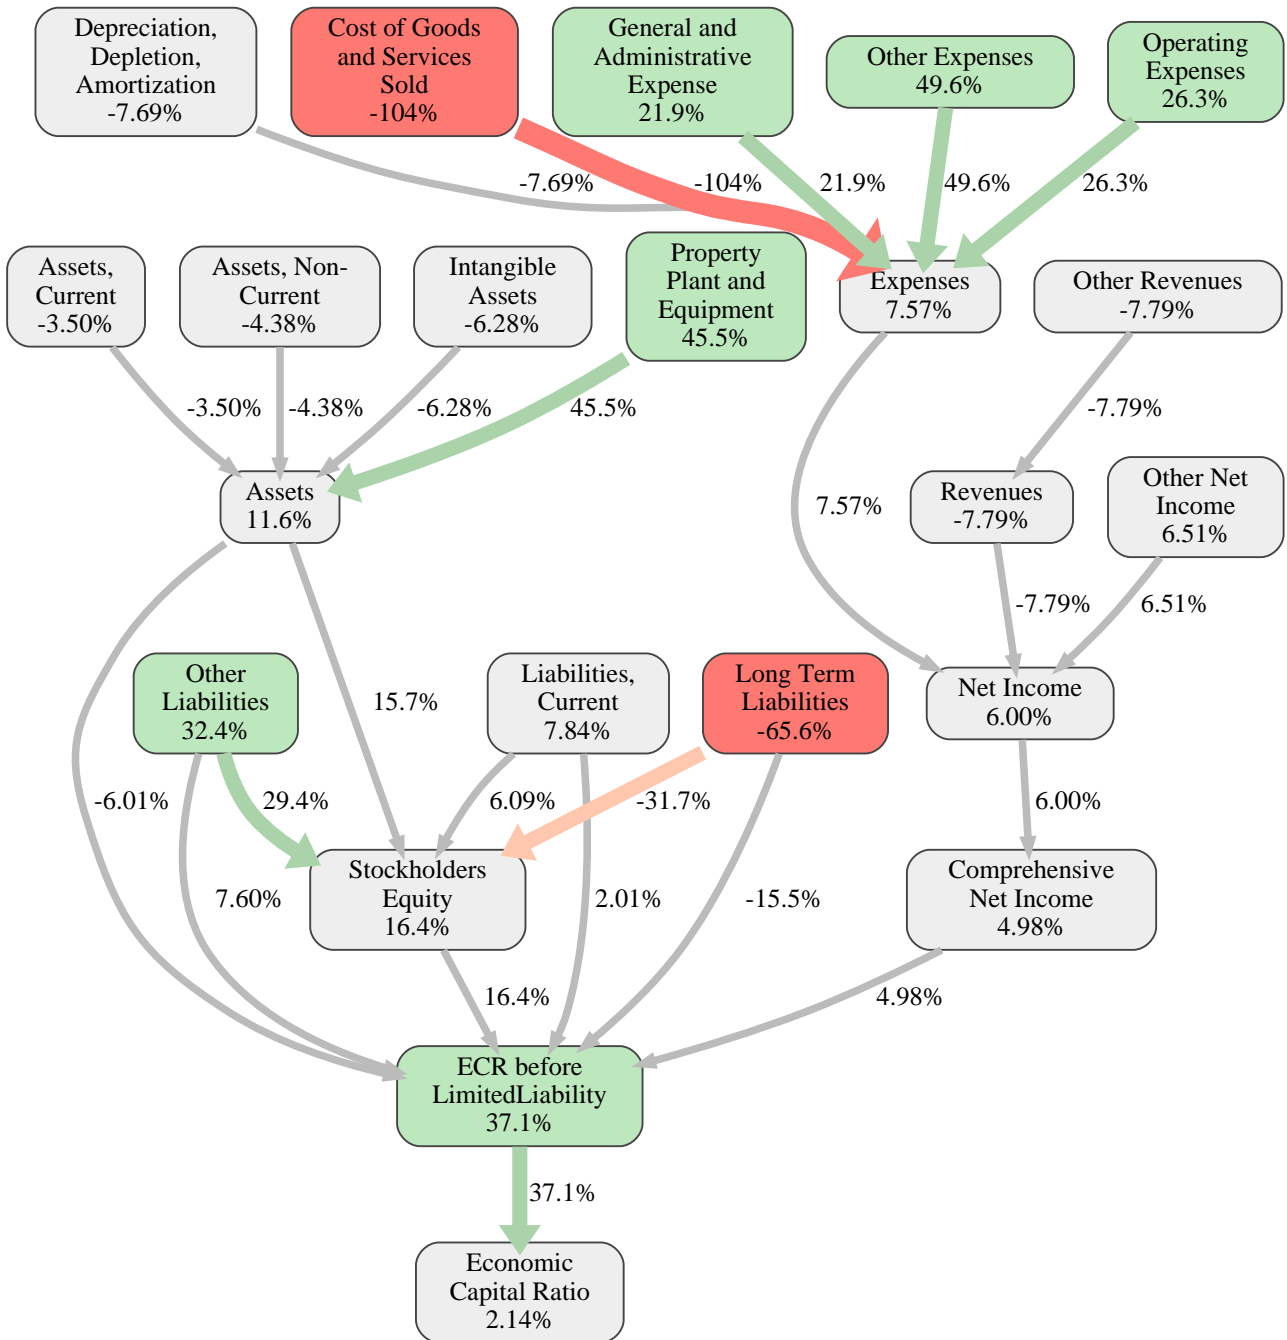 Depreciation,
Depletion,
Amortization
-7.69%
Cost of Goods
and Services
Sold
-104%
General and
Administrative
Expense
21.9%
Other Expenses
49.6%
Operating
Expenses
26.3%
-7.69%
-104%
21.9%
49.6%
26.3%
Assets,
Current
-3.50%
Assets, Non-
Current
-4.38%
Intangible
Assets
-6.28%
Property
Plant and
Equipment
45.5%
Expenses
7.57%
Other Revenues
-7.79%
-3.50%
-4.38%
-6.28%
45.5%
-7.79%
Assets
11.6%
7.57%
Revenues
-7.79%
Other Net
Income
6.51%
-7.79%
6.51%
Other
Liabilities
32.4%
15.7%
Liabilities,
Current
7.84%
Long Term
Liabilities
-65.6%
Net Income
6.00%
-6.01%
29.4%
6.09%
-31.7%
6.00%
Stockholders
Equity
16.4%
7.60%
2.01%
-15.5%
Comprehensive
Net Income
4.98%
16.4%
4.98%
ECR before
LimitedLiability
37.1%
37.1%
Economic
Capital Ratio
2.14%